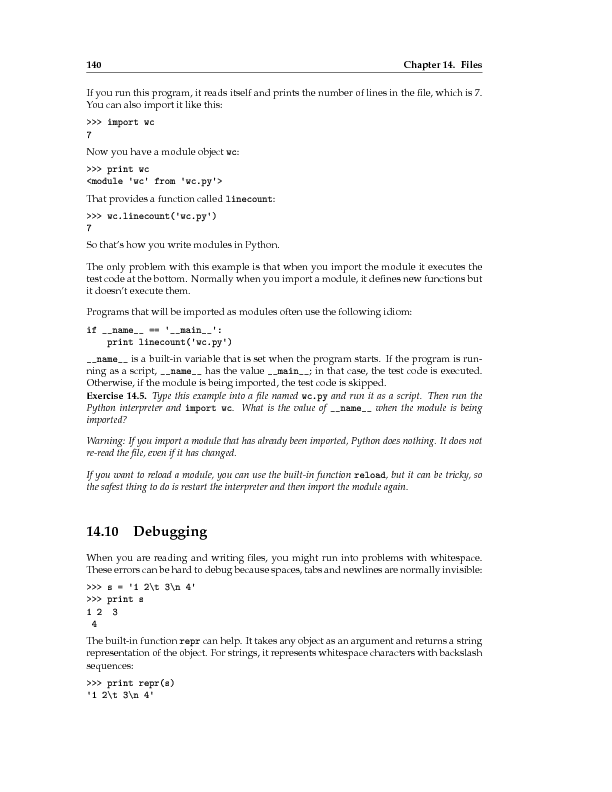 140 Chapter 14. Files
If you run this program, it reads itself and prints the number of lines in the file, which is 7.
You can also import it like this:
>>> import wc
7
Now you have a module object wc:
>>> print wc
<module 'wc' from 'wc.py'>
That provides a function called linecount:
>>> wc.linecount('wc.py')
7
So that's how you write modules in Python.
The only problem with this example is that when you import the module it executes the
test code at the bottom. Normally when you import a module, it defines new functions but
it doesn't execute them.
Programs that will be imported as modules often use the following idiom:
if __name__ == '__main__':
    print linecount('wc.py')
__name__ is a built-in variable that is set when the program starts. If the program is run-
ning as a script, __name__ has the value __main__; in that case, the test code is executed.
Otherwise, if the module is being imported, the test code is skipped.
Exercise 14.5. Type this example into a file named wc.py and run it as a script. Then run the
Python interpreter and import wc. What is the value of __name__ when the module is being
imported?
Warning: If you import a module that has already been imported, Python does nothing. It does not
re-read the file, even if it has changed.
If you want to reload a module, you can use the built-in function reload, but it can be tricky, so
the safest thing to do is restart the interpreter and then import the module again.
14.10 Debugging
When you are reading and writing files, you might run into problems with whitespace.
These errors can be hard to debug because spaces, tabs and newlines are normally invisible:
>>> s = '1 2\t 3\n 4'
>>> print s
1 2  3
 4
The built-in function repr can help. It takes any object as an argument and returns a string
representation of the object. For strings, it represents whitespace characters with backslash
sequences:
>>> print repr(s)
'1 2\t 3\n 4'